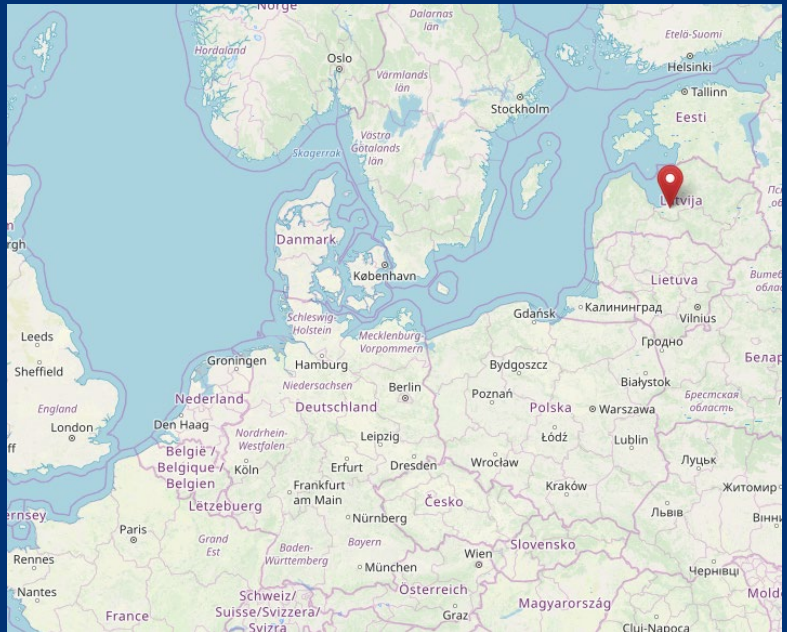 Norge
Dalarnas
län
Hordaland
Oslo
Etelä-Suomi
Helsinki
Värmlands
län
Stockholm
Tallinn
Eesti
Västra
Götalands
län
Skagerrak
Latvija
Danmark
København
Lietuva
Schleswig-
Holstein
Gdańsk
Калининград
Vilnius
Leeds
Mecklenburg-
Vorpommern
Гродно
Sheffield
Groningen
Hamburg
Bydgoszcz
Białystok
Niedersachsen
Berlin
Poznań
Брестская
область
England
Nederland
Deutschland
Polska
Warszawa
London
Den Haag
Nordrhein-
Westfalen
Leipzig
Łódź
Lublin
België /
Belgique /
Belgien
Köln
Erfurt
Dresden
Wrocław
Луцьк
Frankfurt
am Main
Kraków
Житомир
Lëtzebuerg
Česko
Львів
Paris
Nürnberg
Grand
Est
Baden-
Württemberg
Bayern
Wien
Slovensko
Rennes
München
Чернівці
Nantes
Österreich
Schweiz/
Suisse/Svizzera/
Svizra
Magyarország
France
Graz
Cluj-Napoca